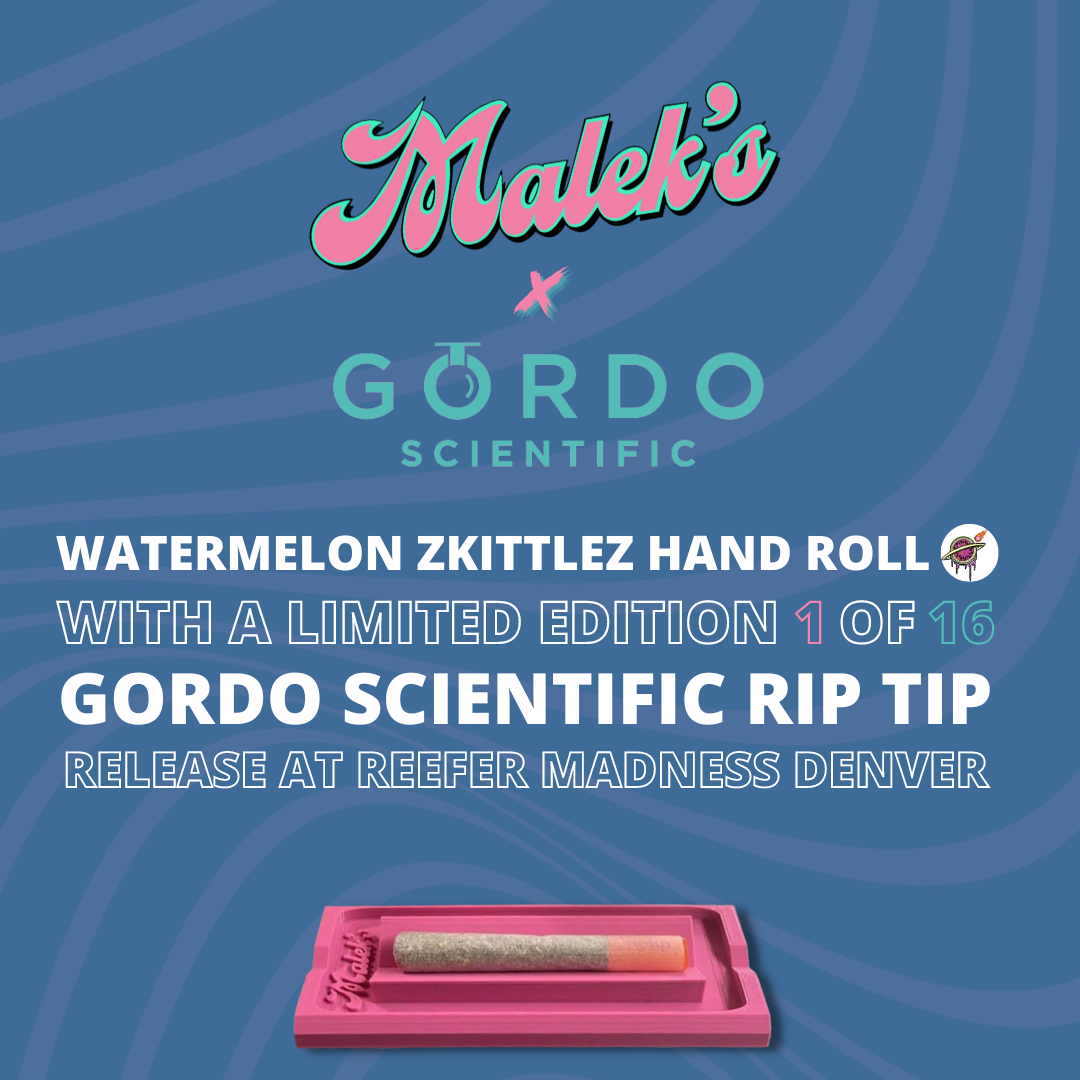 Malek's
x
GORDO
SCIENTIFIC
WATERMELON ZKITTLEZ HAND ROLL
WITH A LIMITED EDITION 1 OF 16
GORDO SCIENTIFIC RIP TIP
RELEASE AT REEFER MADNESS DENVER
Malek's